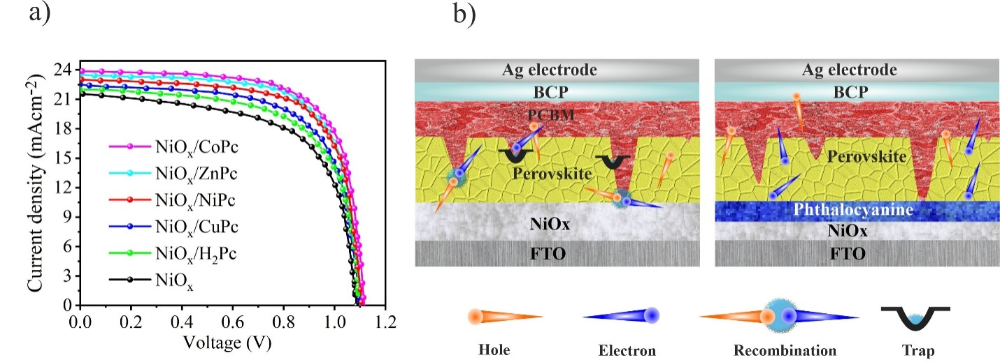 a)
24
21
18
15
12
9
6
3
0
Current density (mAcm⁻²)
NiOₓ/CoPc
NiOₓ/ZnPc
NiOₓ/NiPc
NiOₓ/CuPc
NiOₓ/H₂Pc
NiOₓ
0.0 0.2 0.4 0.6 0.8 1.0 1.2
Voltage (V)
b)
Ag electrode
BCP
PCBM
Perovskite
NiOx
FTO
Ag electrode
BCP
Perovskite
Phthalocyanine
NiOx
FTO
Hole Electron Recombination Trap